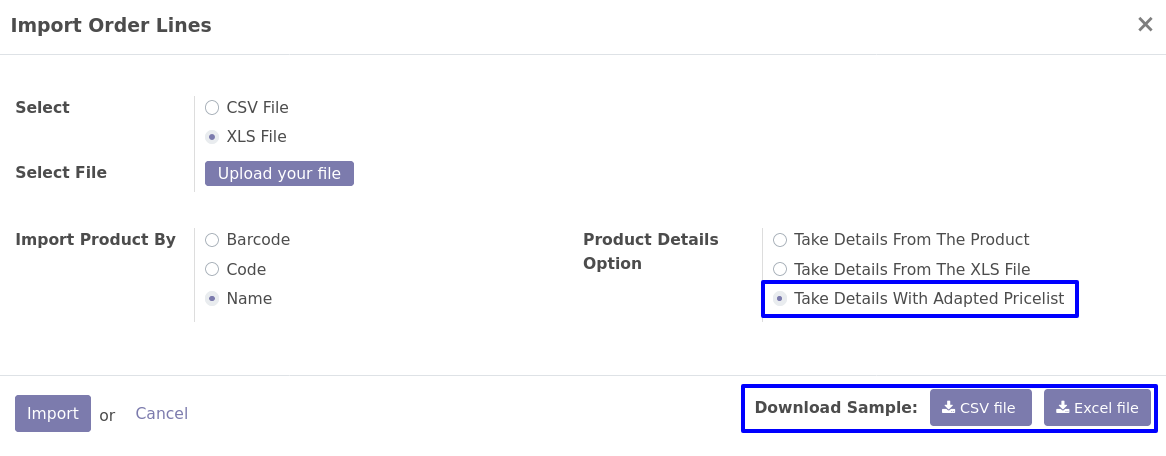 Import Order Lines ×
Select
CSV File
XLS File
Select File
Upload your file
Import Product By
Barcode
Code
Name
Product Details
Option
Take Details From The Product
Take Details From The XLS File
Take Details With Adapted Pricelist
Import or Cancel
Download Sample: CSV file Excel file